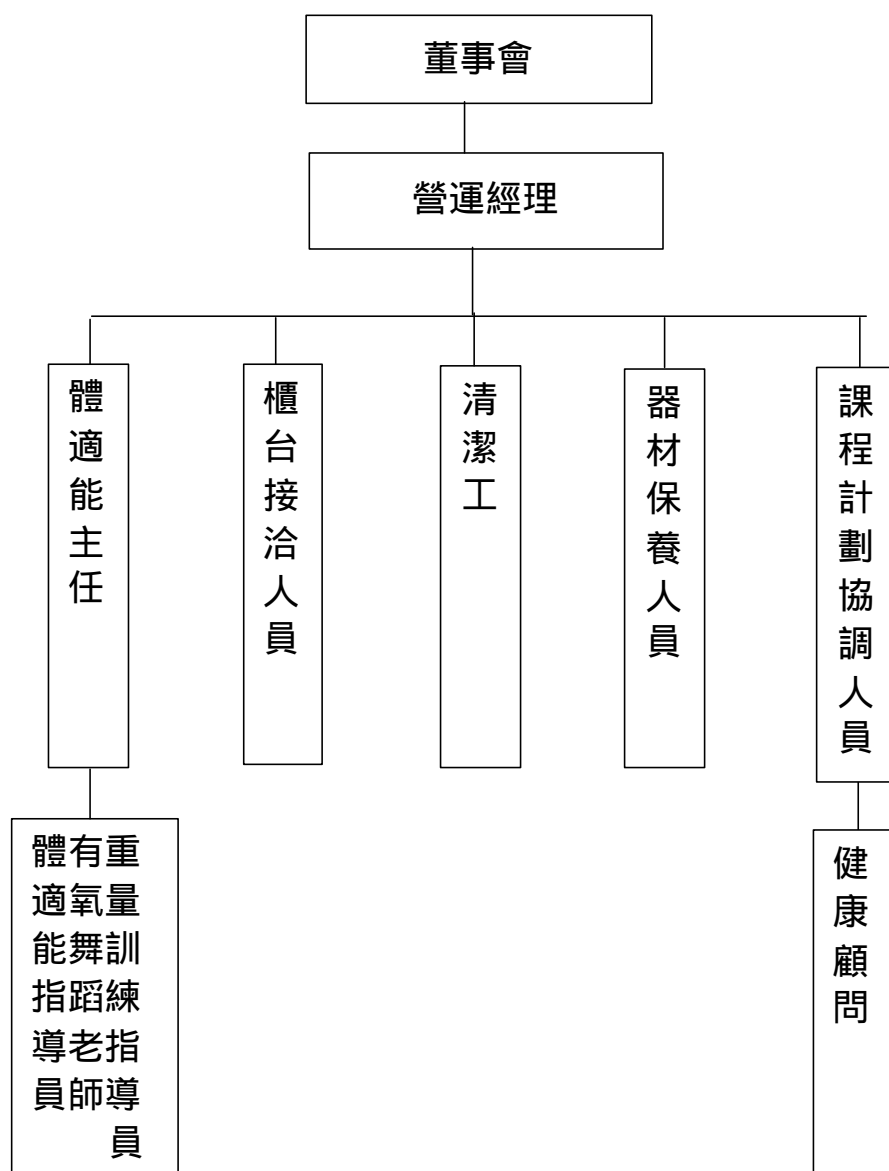 董事會
營運經理
體適能主任
櫃台接洽人員
清潔工
器材保養人員
課程計劃協調人員
重量訓練指導員
有氧舞蹈老師
體適能指導員
健康顧問